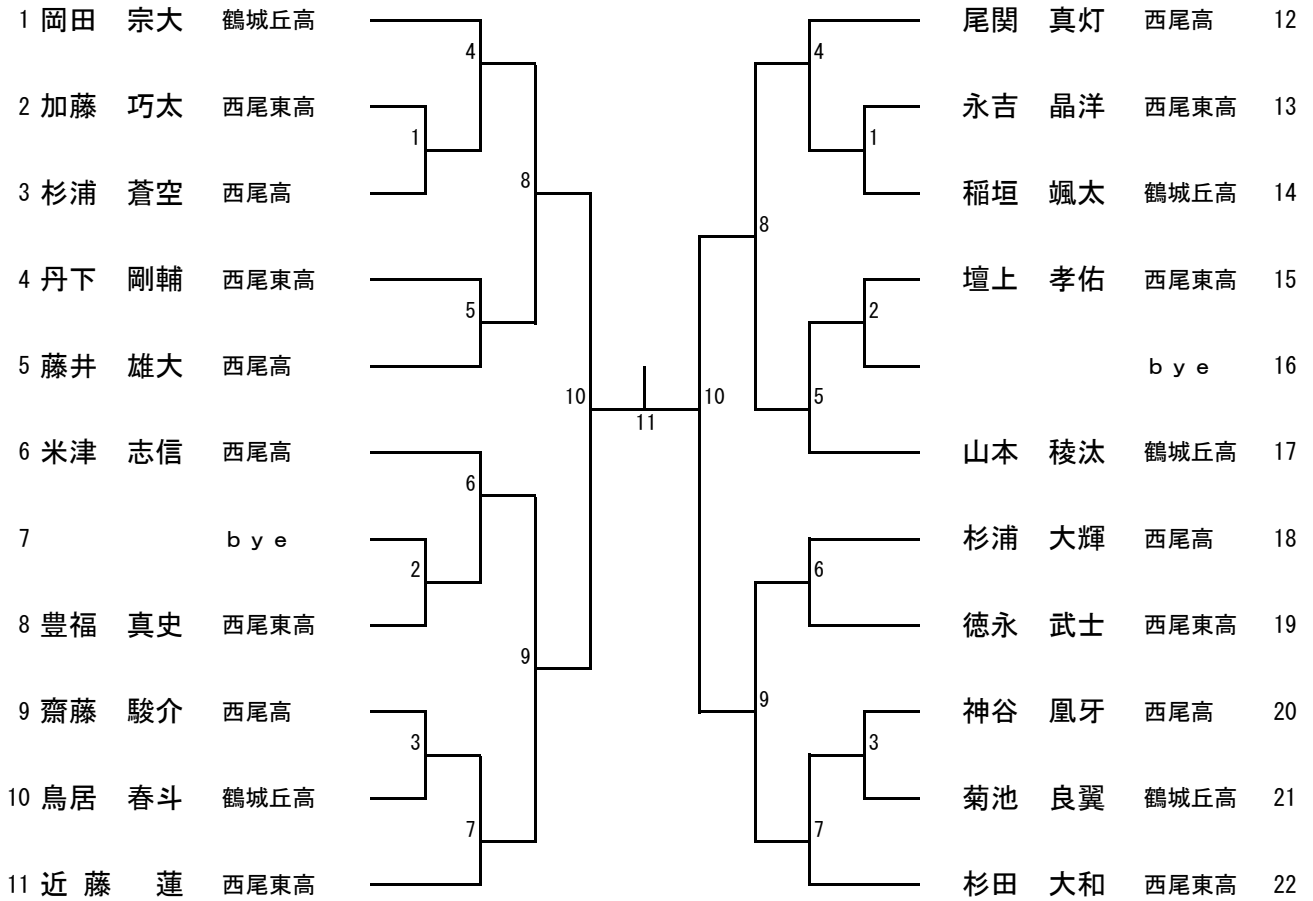 1 岡田 宗大 鶴城丘高
2 加藤 巧太 西尾東高
3 杉浦 蒼空 西尾高
4 丹下 剛輔 西尾東高
5 藤井 雄大 西尾高
6 米津 志信 西尾高
7 ｂｙｅ
8 豊福 真史 西尾東高
9 齋藤 駿介 西尾高
10 鳥居 春斗 鶴城丘高
11 近藤 蓮 西尾東高
4
1
8
5
10
6
2
9
3
7
11
4
1
8
2
10
5
6
9
3
7
尾関 真灯 西尾高 12
永吉 晶洋 西尾東高 13
稲垣 颯太 鶴城丘高 14
壇上 孝佑 西尾東高 15
ｂｙｅ 16
山本 稜汰 鶴城丘高 17
杉浦 大輝 西尾高 18
徳永 武士 西尾東高 19
神谷 凰牙 西尾高 20
菊池 良翼 鶴城丘高 21
杉田 大和 西尾東高 22